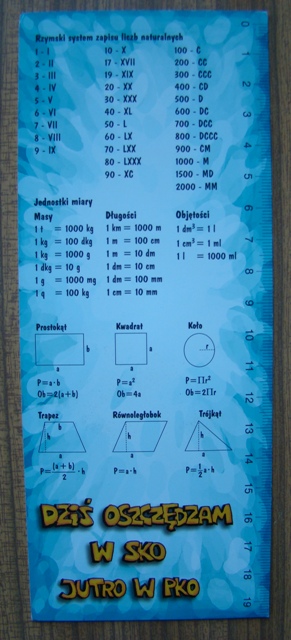 Rzymski system zapisu liczb naturalnych
1 - I
2 - II
3 - III
4 - IV
5 - V
6 - VI
7 - VII
8 - VIII
9 - IX
10 - X
17 - XVII
19 - XIX
20 - XX
30 - XXX
40 - XL
50 - L
60 - LX
70 - LXX
80 - LXXX
90 - XC
100 - C
200 - CC
300 - CCC
400 - CD
500 - D
600 - DC
700 - DCC
800 - DCCC
900 - CM
1000 - M
1500 - MD
2000 - MM
Jednostki miary
Masy
1 t = 1000 kg
1 kg = 100 dkg
1 kg = 1000 g
1 dkg = 10 g
1 g = 1000 mg
1 q = 100 kg
Długości
1 km = 1000 m
1 m = 100 cm
1 m = 10 dm
1 dm = 10 cm
1 dm = 100 mm
1 cm = 10 mm
Objętości
1 dm³ = 1 l
1 cm³ = 1 ml
1 l = 1000 ml
Prostokąt
b
a
P=a·b
Ob=2(a+b)
Kwadrat
a
a
P=a²
Ob=4a
Koło
r
P=∏r²
Ob=2∏r
Trapez
b
h
a
P=(a+b)/2·h
Równoległobok
h
a
P=a·h
Trójkąt
h
a
P=1/2a·h
DZIŚ OSZCZĘDZAM
W SKO
JUTRO W PKO
0
1
2
3
4
5
6
7
8
9
10
11
12
13
14
15
16
17
18
19